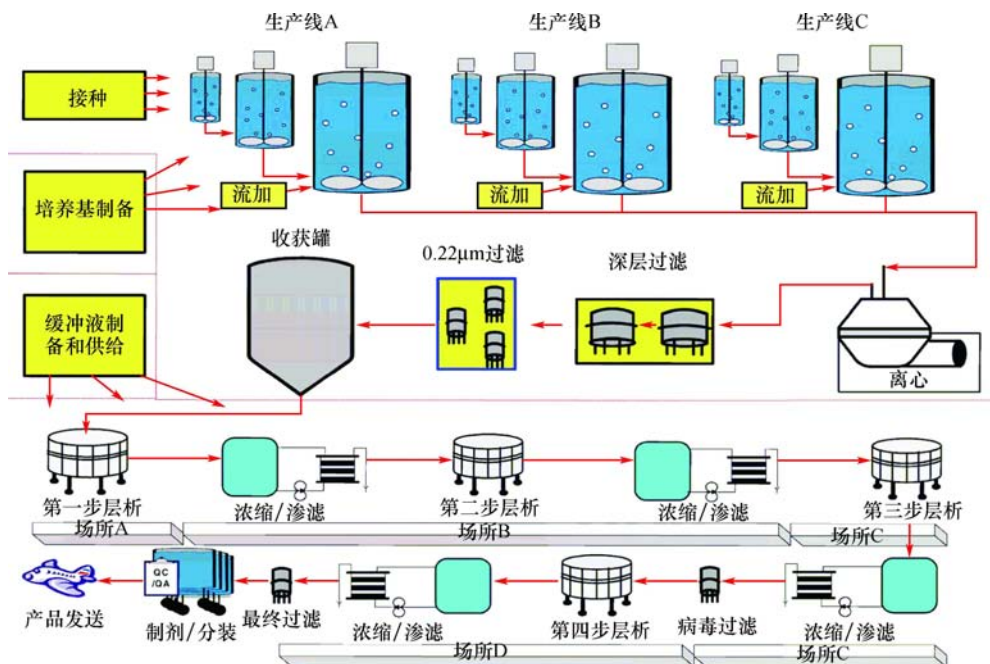 生产线A
生产线B
生产线C
接种
流加
流加
流加
培养基制备
收获罐
0.22μm过滤
深层过滤
缓冲液制
备和供给
离心
第一步层析
浓缩/渗滤
第二步层析
浓缩/渗滤
第三步层析
场所A
场所B
场所C
QC
/QA
产品发送
制剂/分装
最终过滤
浓缩/渗滤
第四步层析
病毒过滤
浓缩/渗滤
场所D
场所C